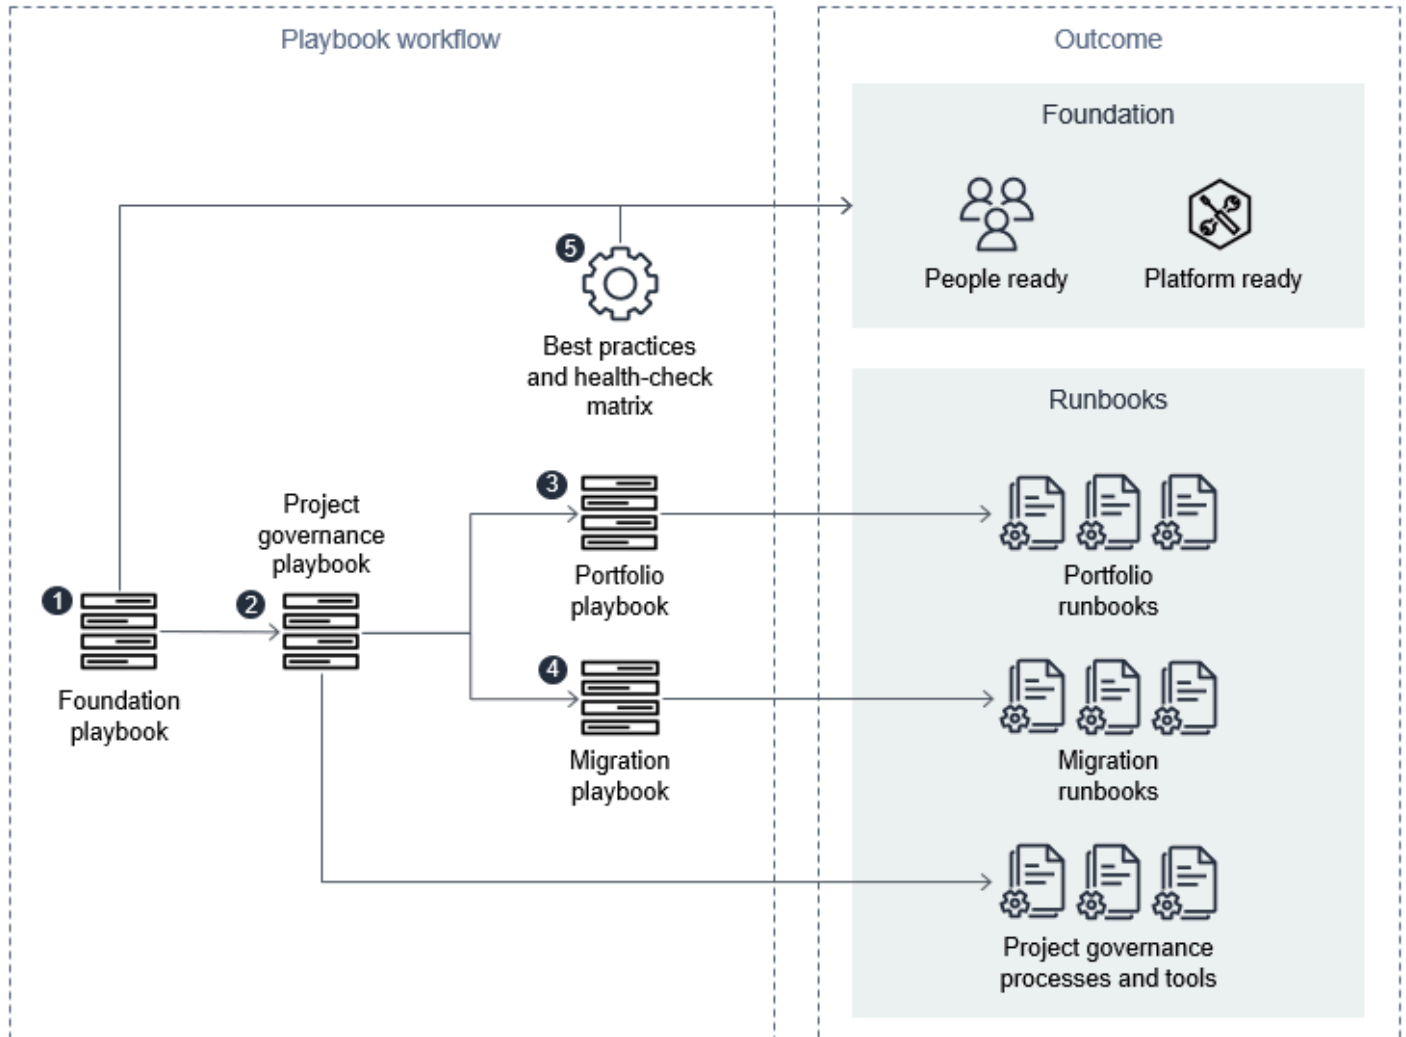 Playbook workflow
Outcome
Foundation
People ready
Platform ready
5
Best practices
and health-check
matrix
Runbooks
3
Portfolio
playbook
Portfolio
runbooks
Project
governance
playbook
1
2
Foundation
playbook
4
Migration
playbook
Migration
runbooks
Project governance
processes and tools